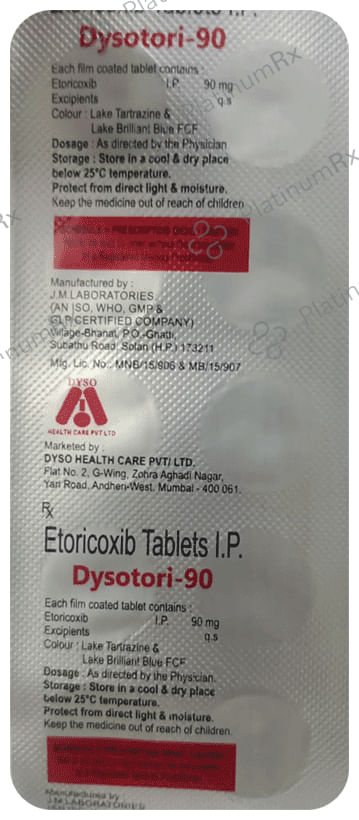 Dysotori-90
Each film coated tablet contains :
Etoricoxib I.P. 90 mg
Excipients q.s
Colour : Lake Tartrazine &
Lake Brilliant Blue FCF
Dosage : As directed by the Physician
Storage : Store in a cool & dry place
below 25°C temperature.
Protect from direct light & moisture.
Keep the medicine out of reach of children
Manufactured by :
J.M.LABORATORIES
(AN ISO, WHO, GMP &
GLP CERTIFIED COMPANY)
Village-Bhanat, P.O.-Ghatti,
Subathu Road, Solan (H.P.) 173211
Mfg. Lic. No.: MNB/15/906 & MB/15/907
DYSO
HEALTH CARE PVT LTD
Marketed by :
DYSO HEALTH CARE PVT/ LTD.
Flat No. 2, G-Wing, Zohra Aghadi Nagar,
Yari Road, Andheri-West, Mumbai - 400 061.
Rx
Etoricoxib Tablets I.P.
Dysotori-90
Each film coated tablet contains :
Etoricoxib I.P. 90 mg
Excipients q.s
Colour : Lake Tartrazine &
Lake Brilliant Blue FCF
Dosage : As directed by the Physician.
Storage : Store in a cool & dry place
below 25°C temperature.
Protect from direct light & moisture.
Keep the medicine out of reach of children.
Manufactured by :
J.M.LABORATORIES
PlatinumRx